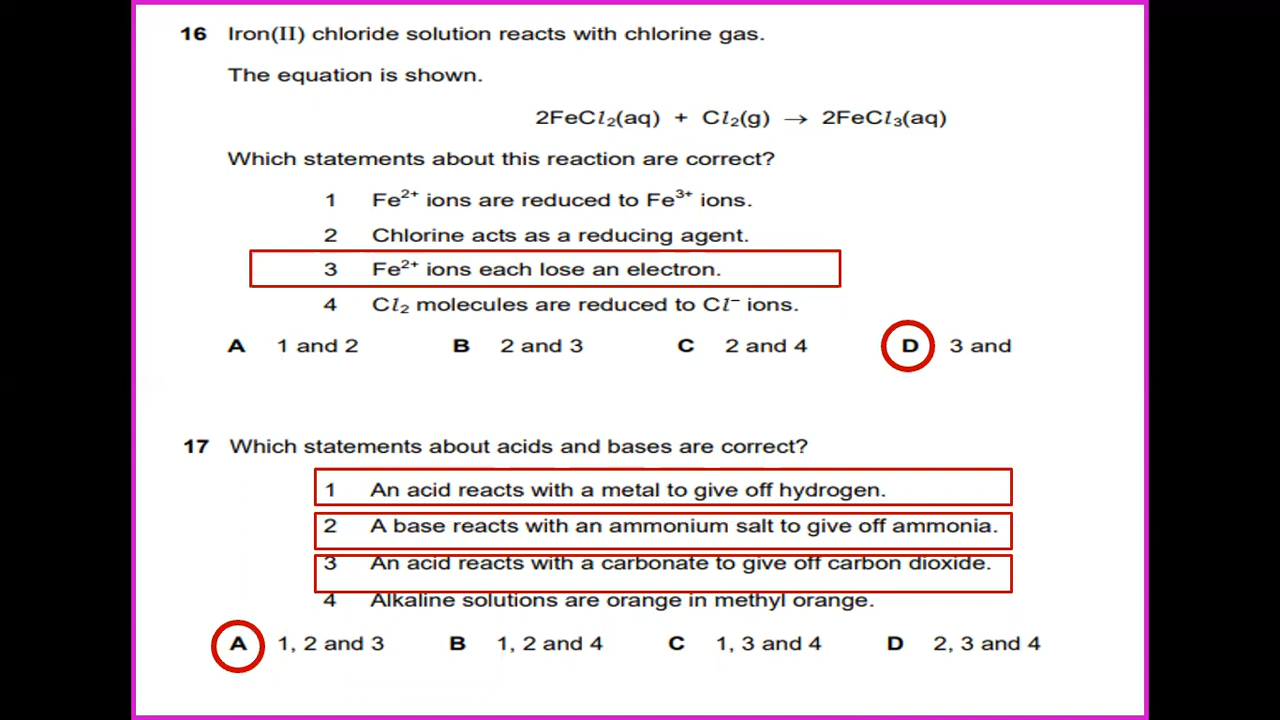 16 Iron(II) chloride solution reacts with chlorine gas.
The equation is shown.
2FeCl₂(aq) + Cl₂(g) → 2FeCl₃(aq)
Which statements about this reaction are correct?
1 Fe²⁺ ions are reduced to Fe³⁺ ions.
2 Chlorine acts as a reducing agent.
3 Fe²⁺ ions each lose an electron.
4 Cl₂ molecules are reduced to Cl⁻ ions.
A 1 and 2 B 2 and 3 C 2 and 4 D 3 and
17 Which statements about acids and bases are correct?
1 An acid reacts with a metal to give off hydrogen.
2 A base reacts with an ammonium salt to give off ammonia.
3 An acid reacts with a carbonate to give off carbon dioxide.
4 Alkaline solutions are orange in methyl orange.
A 1, 2 and 3 B 1, 2 and 4 C 1, 3 and 4 D 2, 3 and 4